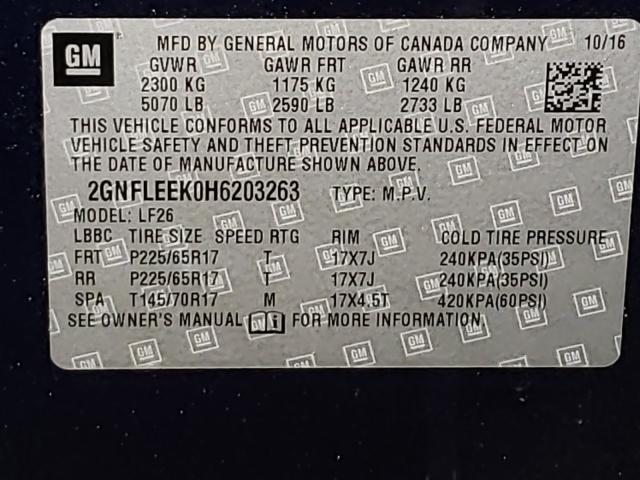 GM MFD BY GENERAL MOTORS OF CANADA COMPANY 10/16
GVWR GAWR FRT GAWR RR
2300 KG 1175 KG 1240 KG
5070 LB 2590 LB 2733 LB
THIS VEHICLE CONFORMS TO ALL APPLICABLE U.S. FEDERAL MOTOR
VEHICLE SAFETY AND THEFT PREVENTION STANDARDS IN EFFECT ON
THE DATE OF MANUFACTURE SHOWN ABOVE.
2GNFLEEK0H6203263 TYPE: M.P.V.
MODEL: LF26
LBBC TIRE SIZE SPEED RTG RIM COLD TIRE PRESSURE
FRT P225/65R17 T 17X7J 240KPA(35PSI)
RR P225/65R17 T 17X7J 240KPA(35PSI)
SPA T145/70R17 M 17X4.5T 420KPA(60PSI)
SEE OWNER'S MANUAL FOR MORE INFORMATION.